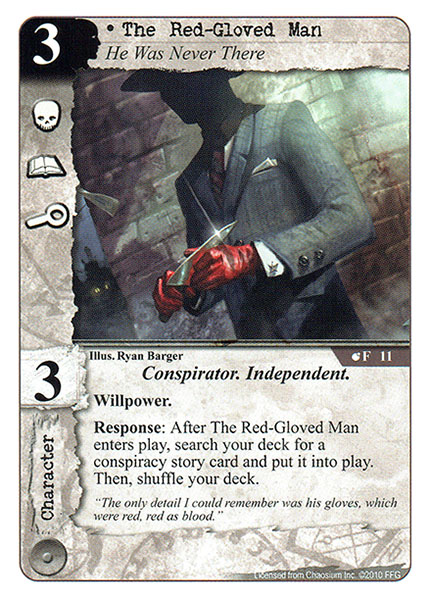 3
• The Red-Gloved Man
He Was Never There
Illus. Ryan Barger
F 11
3
Conspirator. Independent.
Willpower.
Response: After The Red-Gloved Man
enters play, search your deck for a
conspiracy story card and put it into play.
Then, shuffle your deck.
"The only detail I could remember was his gloves, which
were red, red as blood."
Character
Licensed from Chaosium Inc. ©2010 FFG